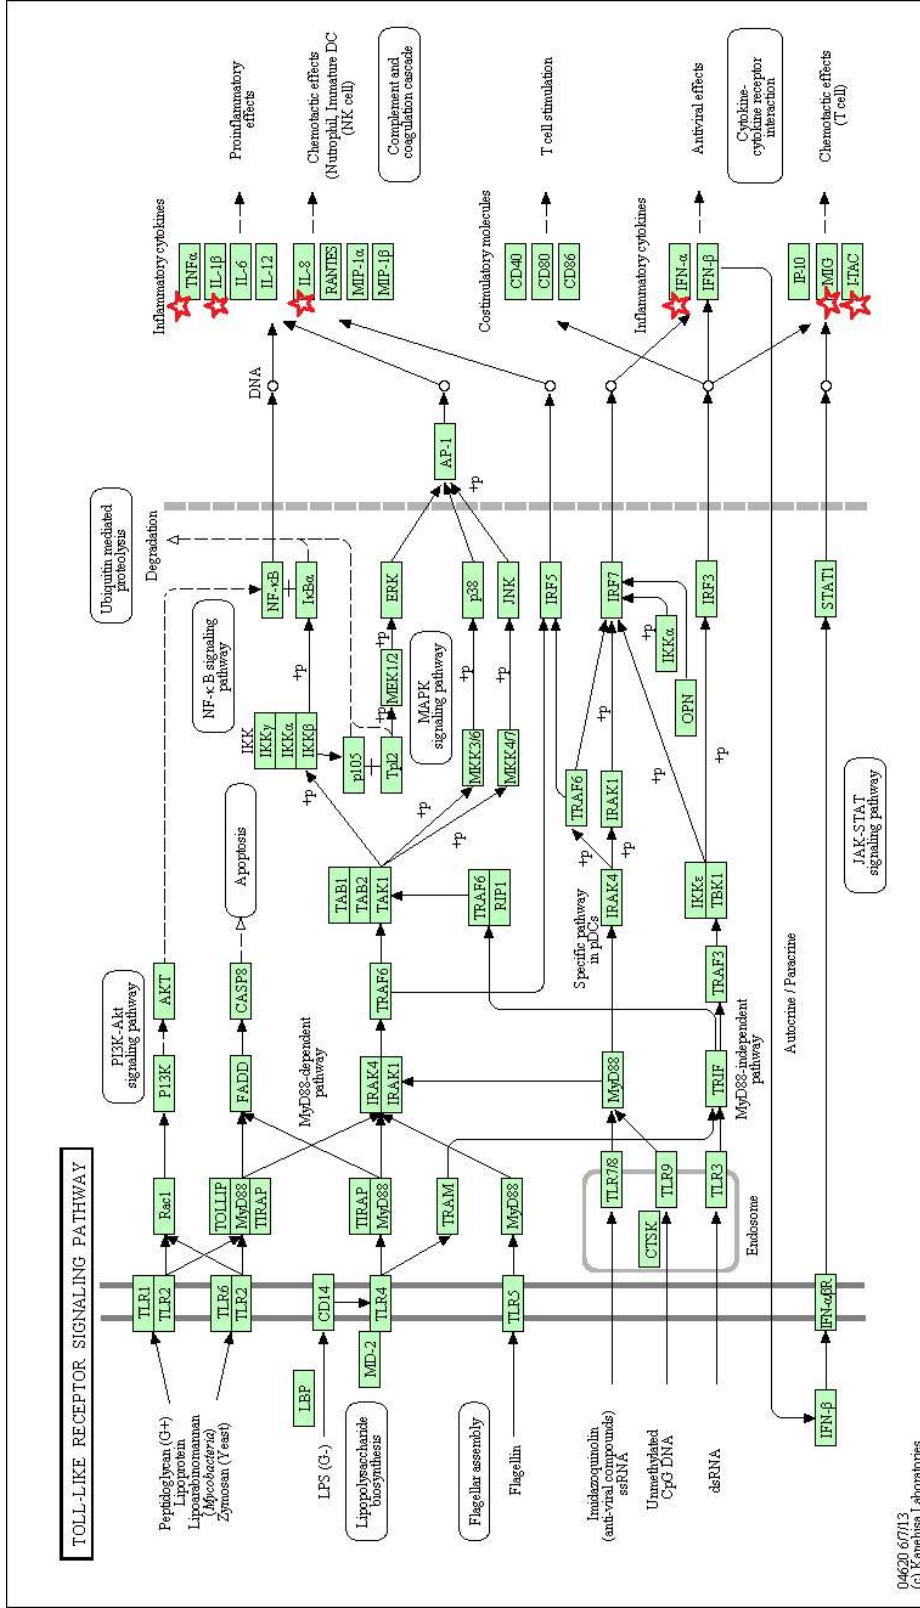 TOLL-LIKE RECEPTOR SIGNALING PATHWAY
Peptidoglycan (G+)
Lipoprotein
Lipoarabinomannan
(Mycobacteria)
Zymosan (Yeast)
TLR1
TLR2
TLR6
TLR2
Rac1
TOLLIP
MyD88
TIRAP
PI3K
FADD
PI3K-Akt
signaling pathway
AKT
CASP8
Apoptosis
LBP
LPS (G-)
CD14
MD-2
TLR4
Lipopolysaccharide
biosynthesis
TIRAP
MyD88
TRAM
MyD88-dependent
pathway
IRAK4
IRAK1
TRAF6
TAB1
TAB2
TAK1
TRAF6
RIP1
Flagellar assembly
Flagellin
TLR5
MyD88
IKK
IKKγ
IKKα
IKKβ
+p
p105
Tpl2
+p
MEK1/2
+p
ERK
NF-κB signaling
pathway
+p
NF-κB
IκBα
Ubiquitin mediated
proteolysis
Degradation
MAPK
signaling pathway
+p
+p
MKK3/6
MKK4/7
+p
+p
p38
JNK
+p
AP-1
DNA
IRF5
Imidazoquinolin
(anti-viral compounds)
ssRNA
Unmethylated
CpG DNA
dsRNA
TLR7/8
TLR9
CTSK
TLR3
Endosome
MyD88
Specific pathway
in pDCs
IRAK4
+p
+p
TRAF6
IRAK1
+p
+p
IRF7
+p
IKKα
OPN
TRIF
MyD88-independent
pathway
TRAF3
IKKε
TBK1
+p
IRF3
Autocrine / Paracrine
IFN-β
IFN-αβR
JAK-STAT
signaling pathway
STAT1
Inflammatory cytokines
TNFα
IL-1β
IL-6
IL-12
Proinflammatory
effects
IL-8
RANTES
MIP-1α
MIP-1β
Chemotactic effects
(Nutrophil, Immature DC)
(NK cell)
Complement and
coagulation cascade
Costimulatory molecules
CD40
CD80
CD86
T cell stimulation
Inflammatory cytokines
IFN-α
IFN-β
Antiviral effects
Cytokine-
cytokine receptor
interaction
IP-10
MIG
I-TAC
Chemotactic effects
(T cell)
04620 6/7/13
(c) Kanehisa Laboratories